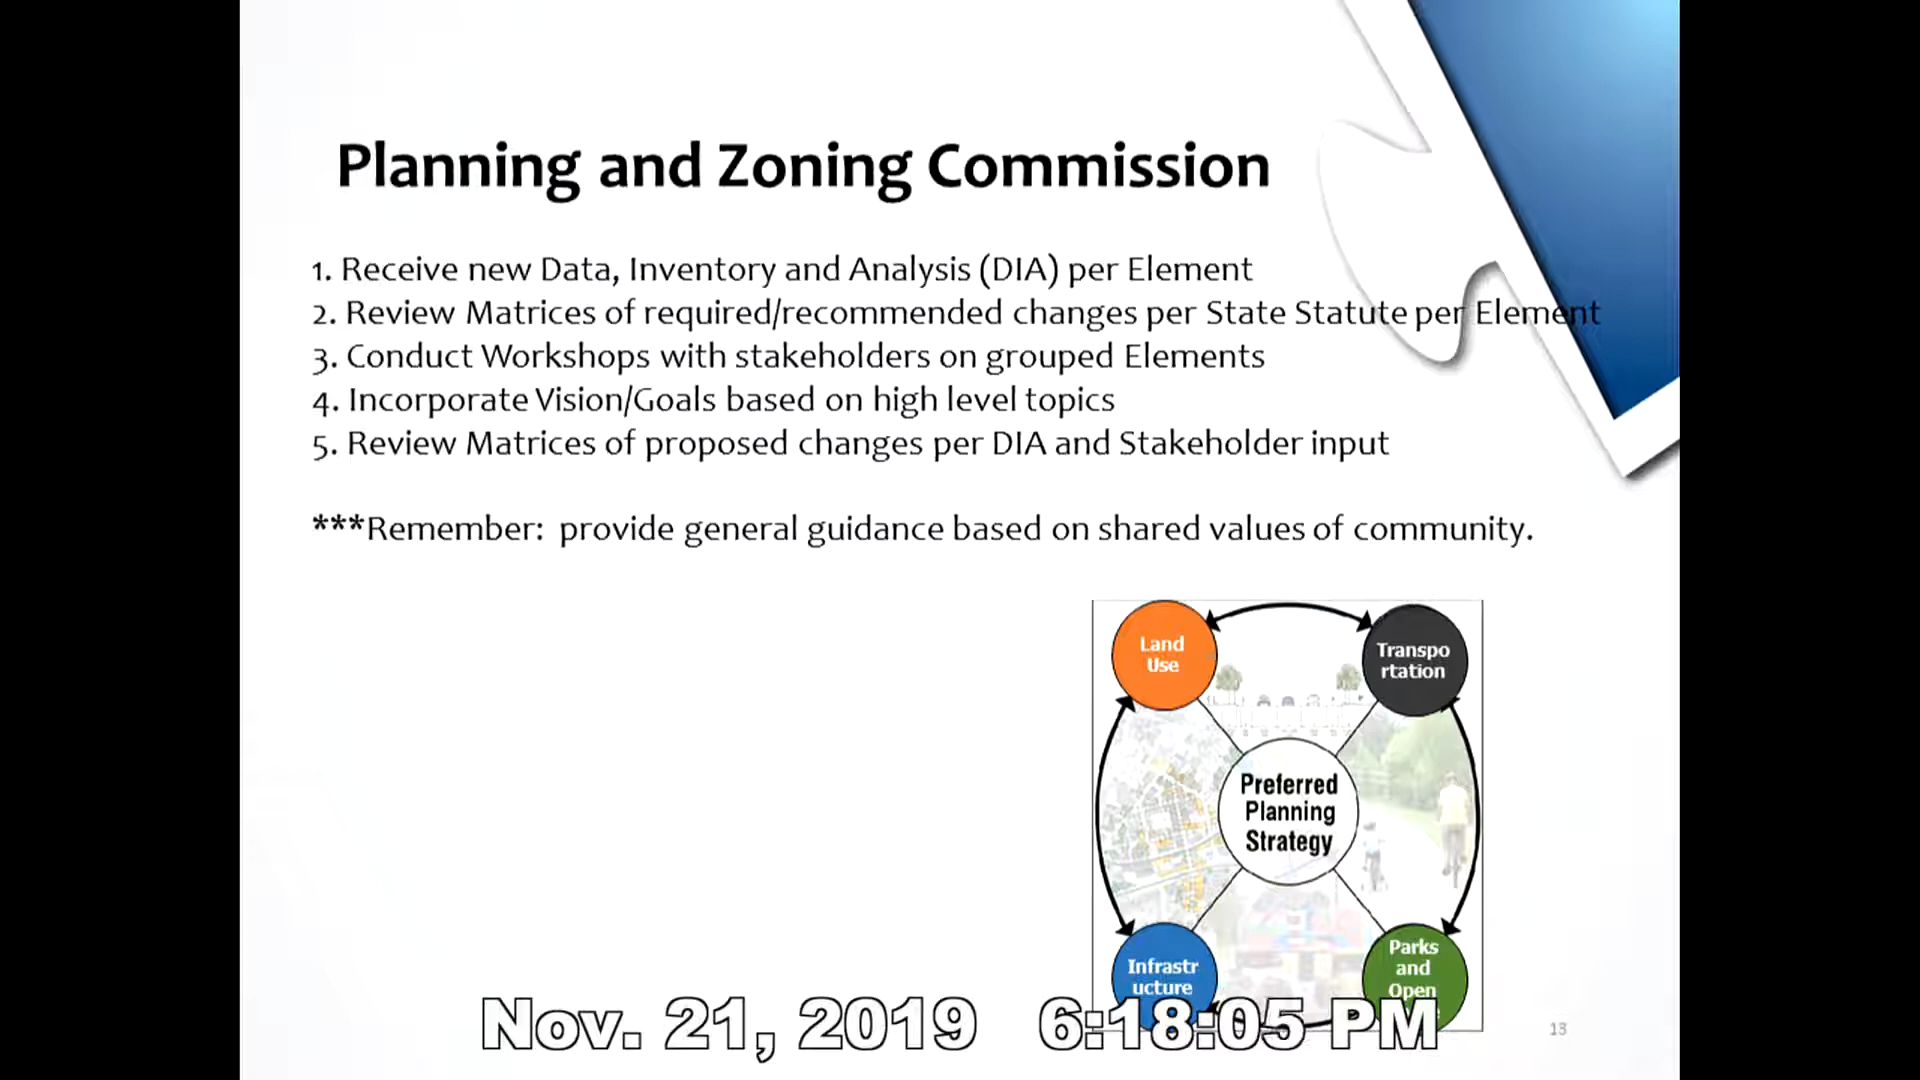 Planning and Zoning Commission
1. Receive new Data, Inventory and Analysis (DIA) per Element
2. Review Matrices of required/recommended changes per State Statute per Element
3. Conduct Workshops with stakeholders on grouped Elements
4. Incorporate Vision/Goals based on high level topics
5. Review Matrices of proposed changes per DIA and Stakeholder input
***Remember: provide general guidance based on shared values of community.
Land
Use
Transpo
rtation
Preferred
Planning
Strategy
Infrastr
ucture
Parks
and
Open
Nov. 21, 2019 6:18:05 PM
13